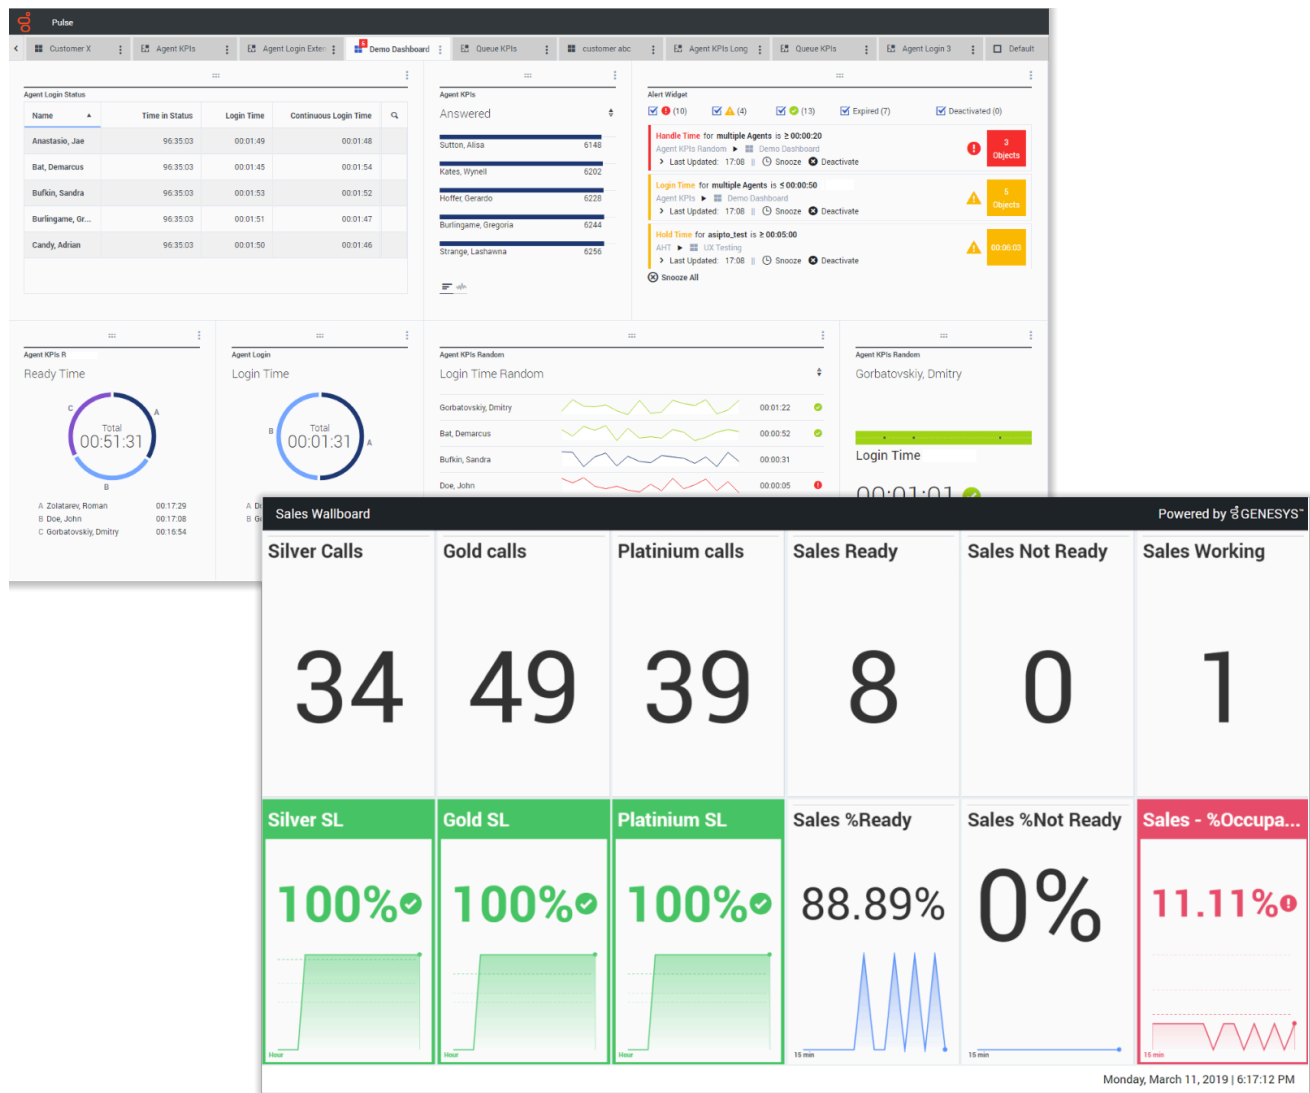 Pulse
Customer X
Agent KPIs
Agent Login Exten
5
Demo Dashboard
Queue KPIs
customer abc
Agent KPIs Long
Queue KPIs
Agent Login 3
Default
Agent Login Status
Name Time in Status Login Time Continuous Login Time
Anastasio, Jae 96:35:03 00:01:49 00:01:48
Bat, Demarcus 96:35:03 00:01:45 00:01:54
Bufkin, Sandra 96:35:03 00:01:53 00:01:52
Burlingame, Gr... 96:35:03 00:01:51 00:01:47
Candy, Adrian 96:35:03 00:01:50 00:01:46
Agent KPIs
Answered
Sutton, Alisa 6148
Kates, Wynell 6202
Hoffer, Gerardo 6228
Burlingame, Gregoria 6244
Strange, Lashawna 6256
Alert Widget
(10) (4) (13) Expired (7) Deactivated (0)
Handle Time for multiple Agents is ≥ 00:00:20
Agent KPIs Random ▶ Demo Dashboard
> Last Updated: 17:08 || Snooze Deactivate
3
Objects
Login Time for multiple Agents is ≤ 00:00:50
Agent KPIs ▶ Demo Dashboard
> Last Updated: 17:08 || Snooze Deactivate
5
Objects
Hold Time for asipto_test is ≥ 00:05:00
AHT ▶ UX Testing
> Last Updated: 17:08 || Snooze Deactivate
00:06:03
Snooze All
Agent KPIs R
Ready Time
C
A
B
Total
00:51:31
A Zolatarev, Roman 00:17:29
B Doe, John 00:17:08
C Gorbatovskiy, Dmitry 00:16:54
Agent Login
Login Time
B
A
Total
00:01:31
A
B
Agent KPIs Random
Login Time Random
Gorbatovskiy, Dmitry 00:01:22
Bat, Demarcus 00:00:52
Bufkin, Sandra 00:00:31
Doe, John 00:00:05
Agent KPIs Random
Gorbatovskiy, Dmitry
Login Time
00:01:01
Sales Wallboard
Powered by GENESYS™
Silver Calls
34
Gold calls
49
Platinium calls
39
Sales Ready
8
Sales Not Ready
0
Sales Working
1
Silver SL
100%
Hour
Gold SL
100%
Hour
Platinium SL
100%
Hour
Sales %Ready
88.89%
15 min
Sales %Not Ready
0%
15 min
Sales - %Occupa...
11.11%
15 min
Monday, March 11, 2019 | 6:17:12 PM